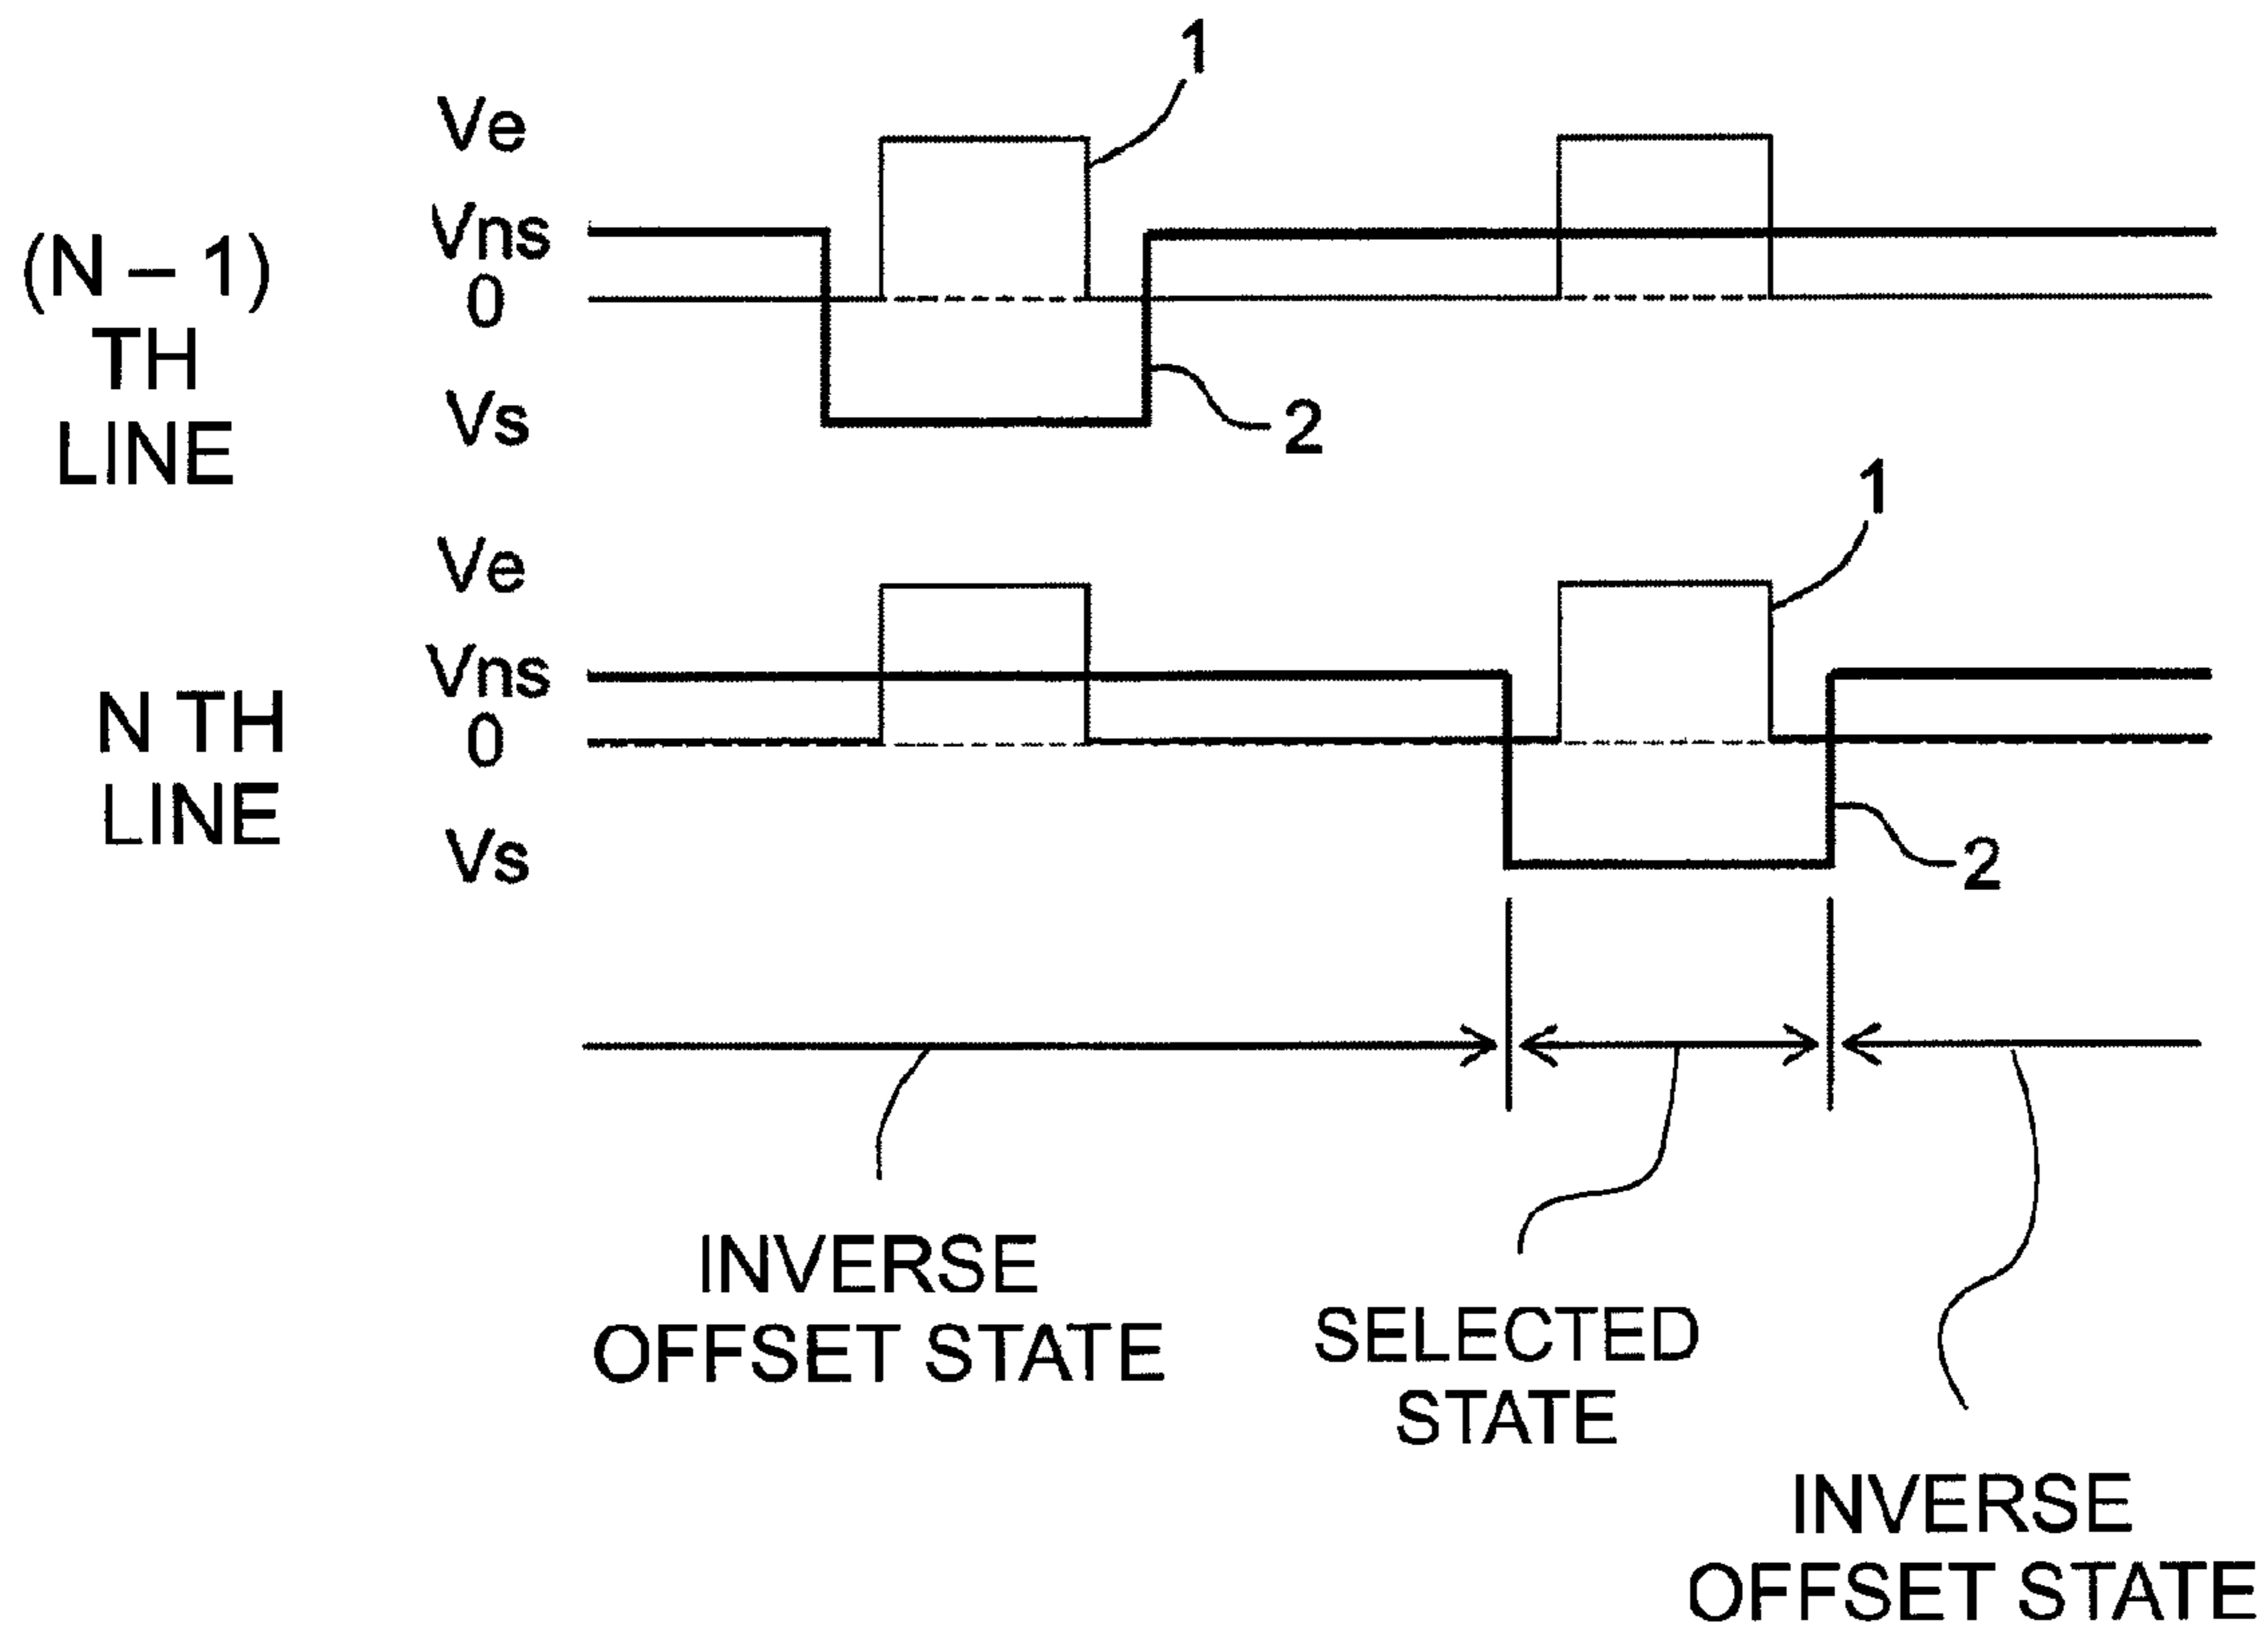 1
Ve
Vns
0
Vs
(N – 1)
TH
LINE
2
1
Ve
Vns
0
Vs
N TH
LINE
2
INVERSE
OFFSET STATE
SELECTED
STATE
INVERSE
OFFSET STATE